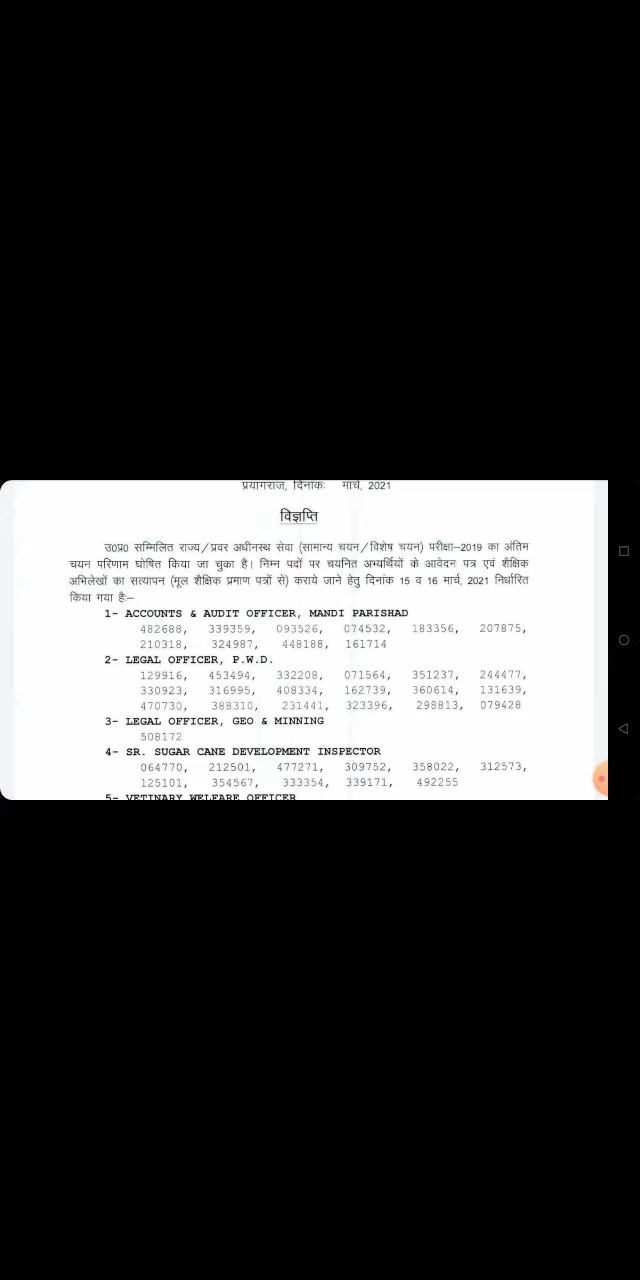 प्रयागराज, दिनांकः मार्च, 2021
विज्ञप्ति
उ0प्र0 सम्मिलित राज्य/प्रवर अधीनस्थ सेवा (सामान्य चयन/विशेष चयन) परीक्षा-2019 का अंतिम
चयन परिणाम घोषित किया जा चुका है। निम्न पदों पर चयनित अभ्यर्थियों के आवेदन पत्र एवं शैक्षिक
अभिलेखों का सत्यापन (मूल शैक्षिक प्रमाण पत्रों से) कराये जाने हेतु दिनांक 15 व 16 मार्च, 2021 निर्धारित
किया गया हैः–
1- ACCOUNTS & AUDIT OFFICER, MANDI PARISHAD
482688, 339359, 093526, 074532, 183356, 207875,
210318, 324987, 448188, 161714
2- LEGAL OFFICER, P.W.D.
129916, 453494, 332208, 071564, 351237, 244477,
330923, 316995, 408334, 162739, 360614, 131639,
470730, 388310, 231441, 323396, 298813, 079428
3- LEGAL OFFICER, GEO & MINNING
508172
4- SR. SUGAR CANE DEVELOPMENT INSPECTOR
064770, 212501, 477271, 309752, 358022, 312573,
125101, 354567, 333354, 339171, 492255
5- VETINARY WELFARE OFFICER